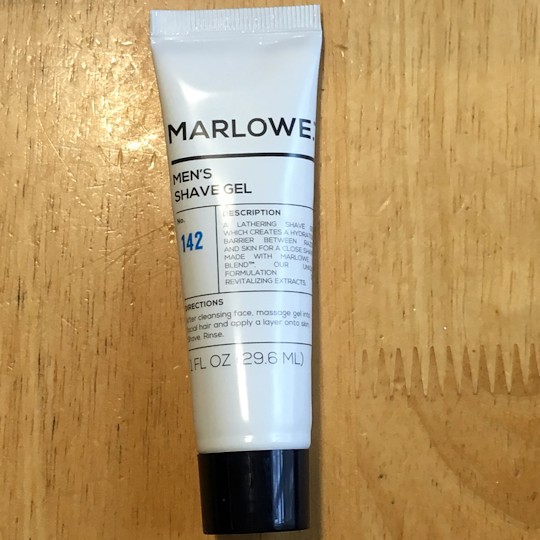 MARLOWE.
MEN'S
SHAVE GEL
No.
142
DESCRIPTION
A LATHERING SHAVE
WHICH CREATES A
BARRIER BETWEEN
AND SKIN FOR A CLOSE
MADE WITH MARLOWE
BLEND™, OUR
FORMULATION
REVITALIZING EXTRACTS.
DIRECTIONS
After cleansing face, massage gel into
facial hair and apply a layer onto skin.
Shave. Rinse.
1 FL OZ (29.6 ML)